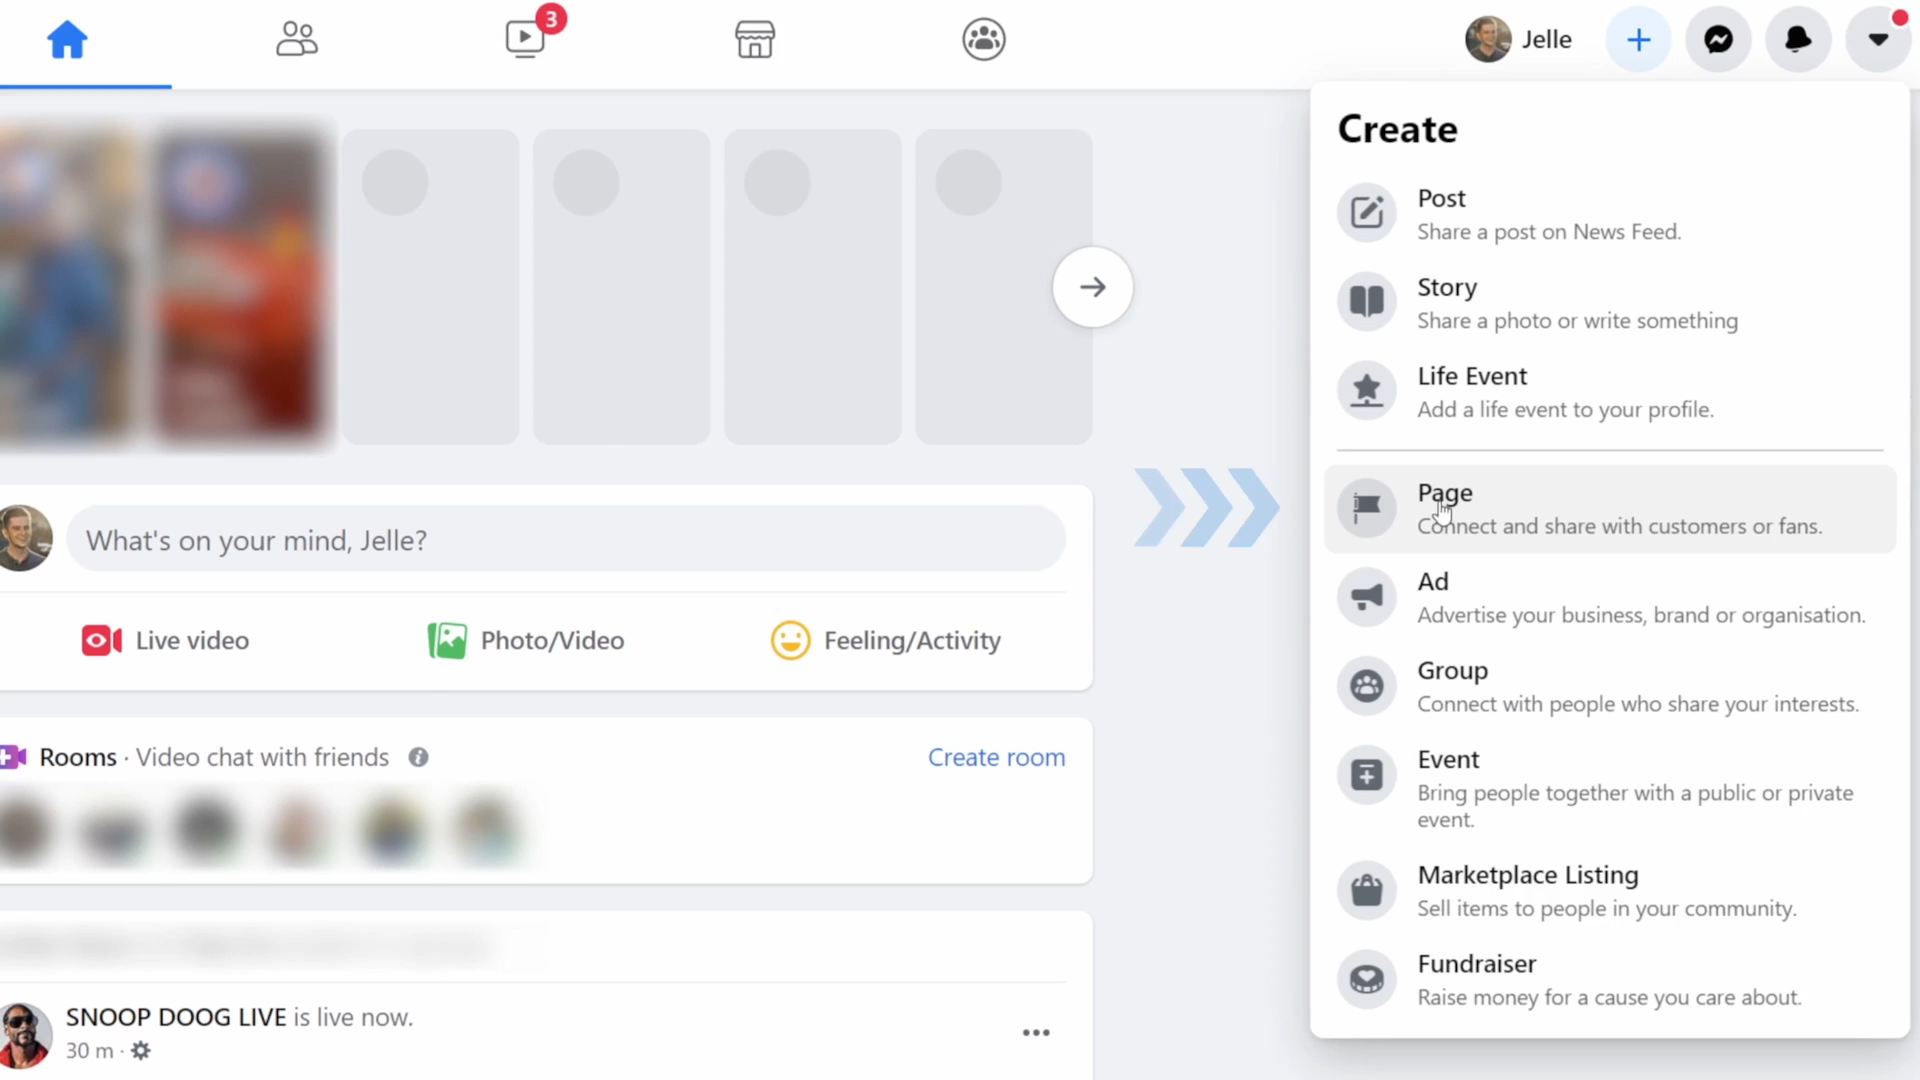 3
Jelle
Create
Post
Share a post on News Feed.
Story
Share a photo or write something
Life Event
Add a life event to your profile.
Page
Connect and share with customers or fans.
Ad
Advertise your business, brand or organisation.
Group
Connect with people who share your interests.
Event
Bring people together with a public or private
event.
Marketplace Listing
Sell items to people in your community.
Fundraiser
Raise money for a cause you care about.
What's on your mind, Jelle?
Live video
Photo/Video
Feeling/Activity
Rooms · Video chat with friends
Create room
SNOOP DOOG LIVE is live now.
30 m ·